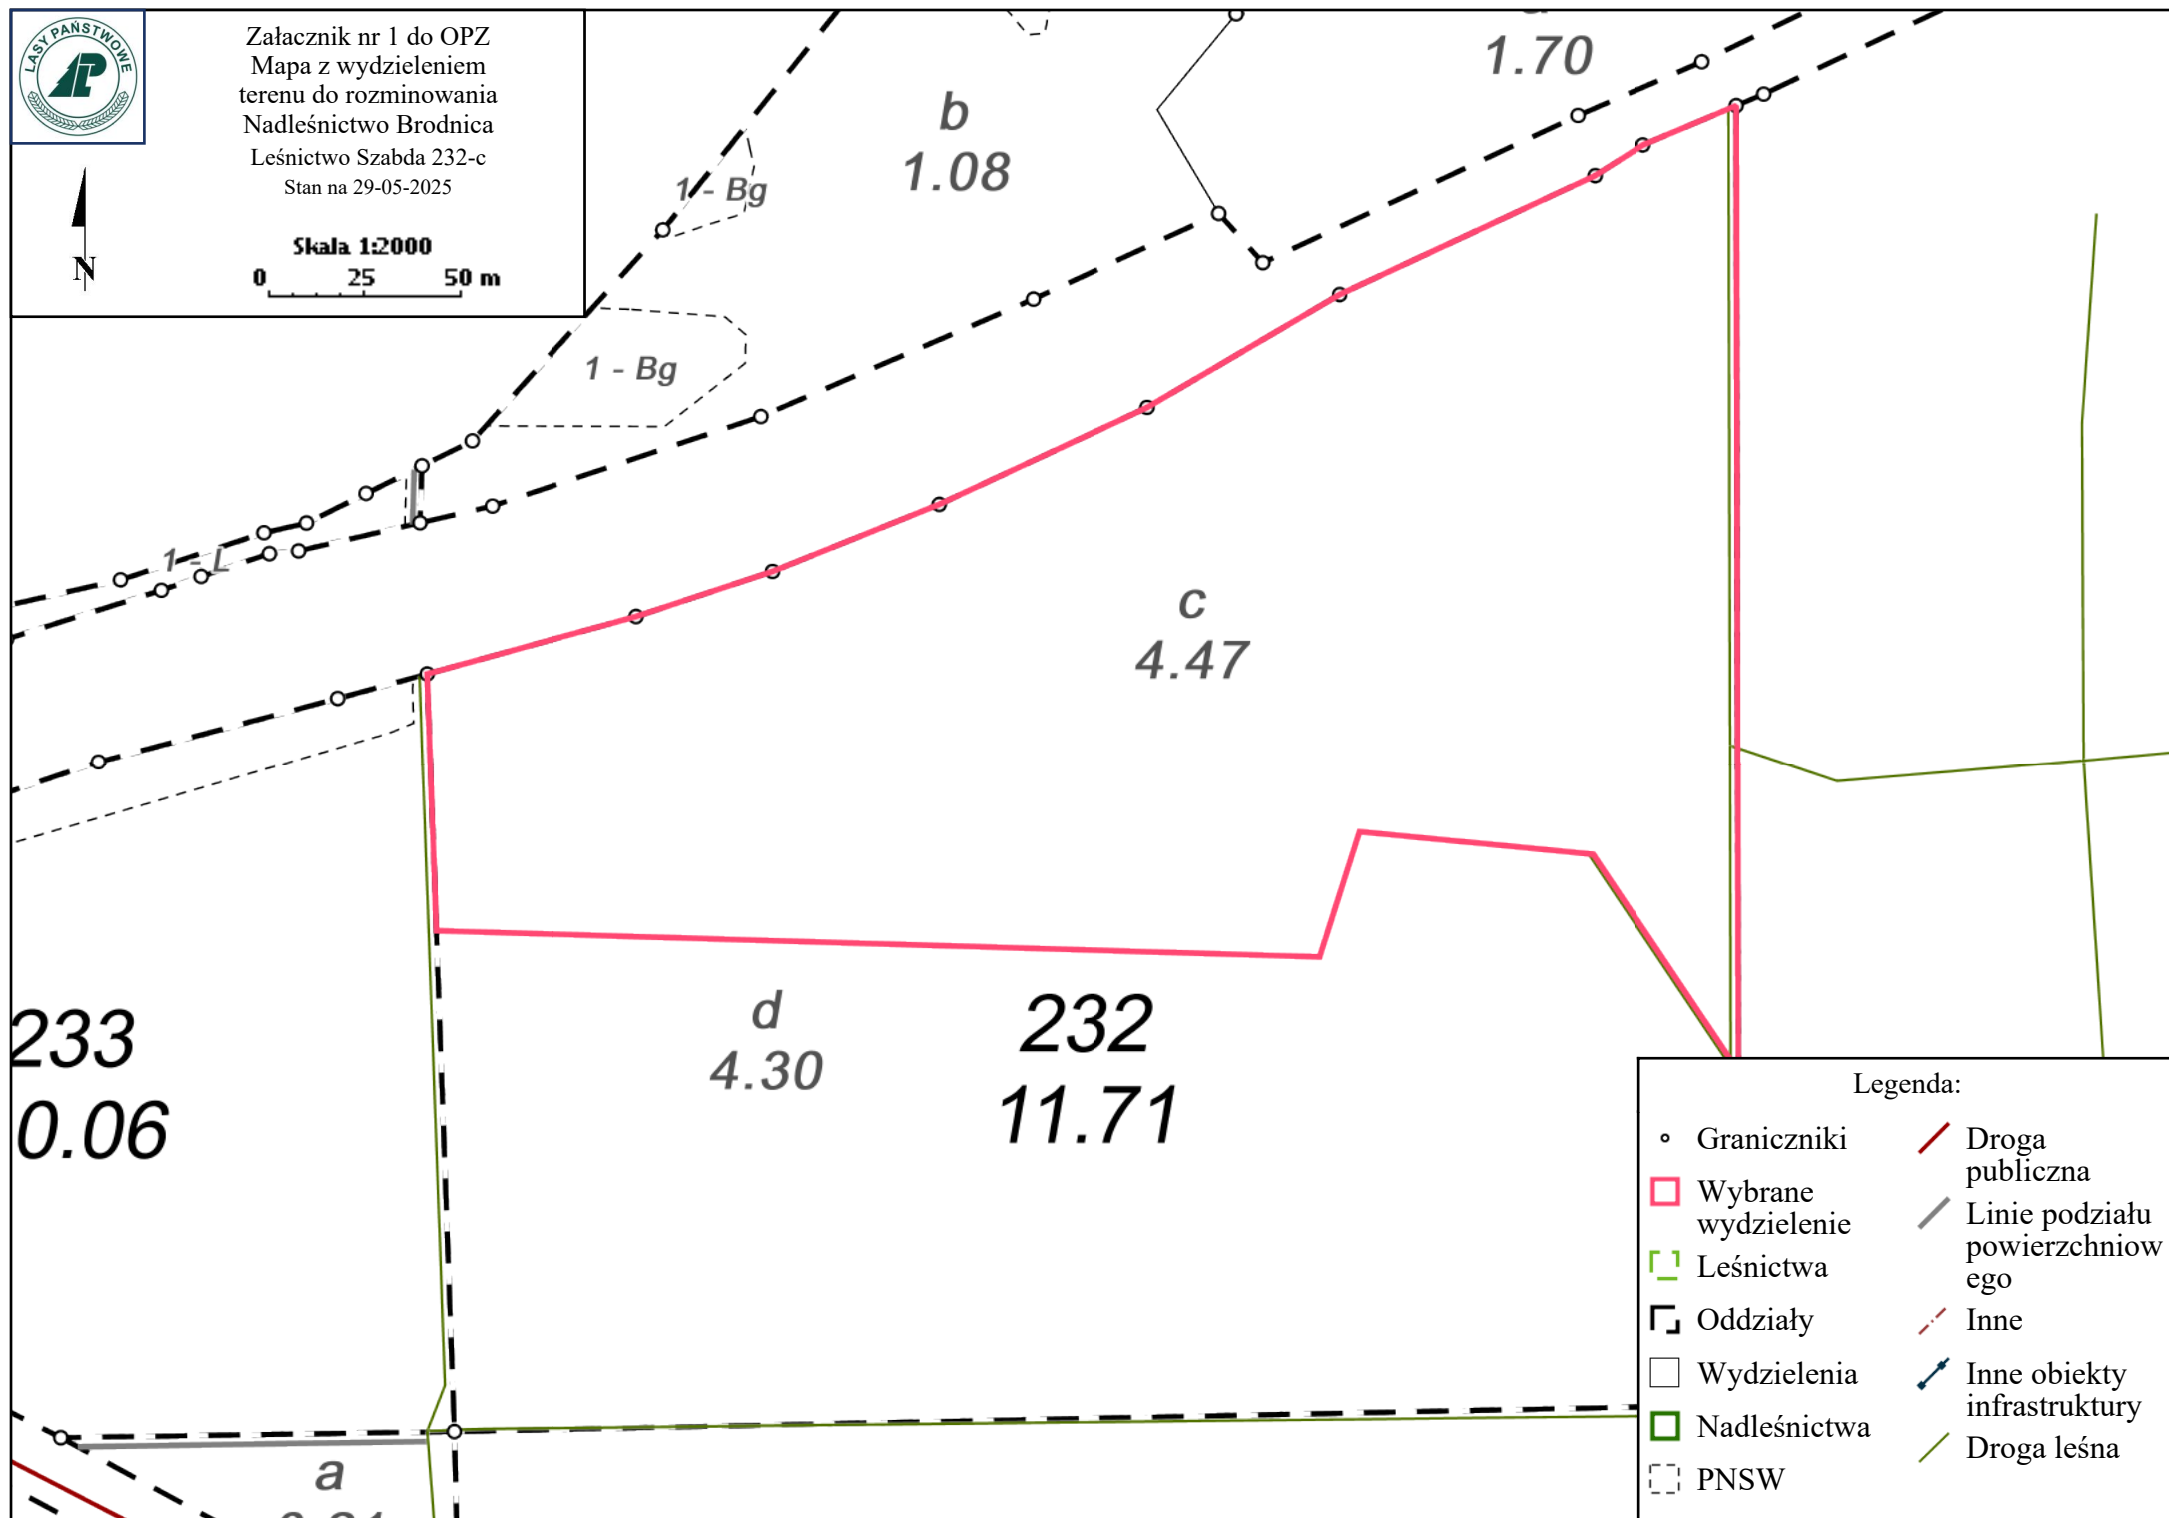 LASY PAŃSTWOWE
Załacznik nr 1 do OPZ
Mapa z wydzieleniem
terenu do rozminowania
Nadleśnictwo Brodnica
Leśnictwo Szabda 232-c
Stan na 29-05-2025
N
Skala 1:2000
0 25 50 m
1.70
b
1.08
1 - Bg
1 - Bg
1 - L
c
4.47
d
4.30
232
11.71
233
0.06
a
Legenda:
Graniczniki
Wybrane
wydzielenie
Leśnictwa
Oddziały
Wydzielenia
Nadleśnictwa
PNSW
Droga
publiczna
Linie podziału
powierzchniow
ego
Inne
Inne obiekty
infrastruktury
Droga leśna